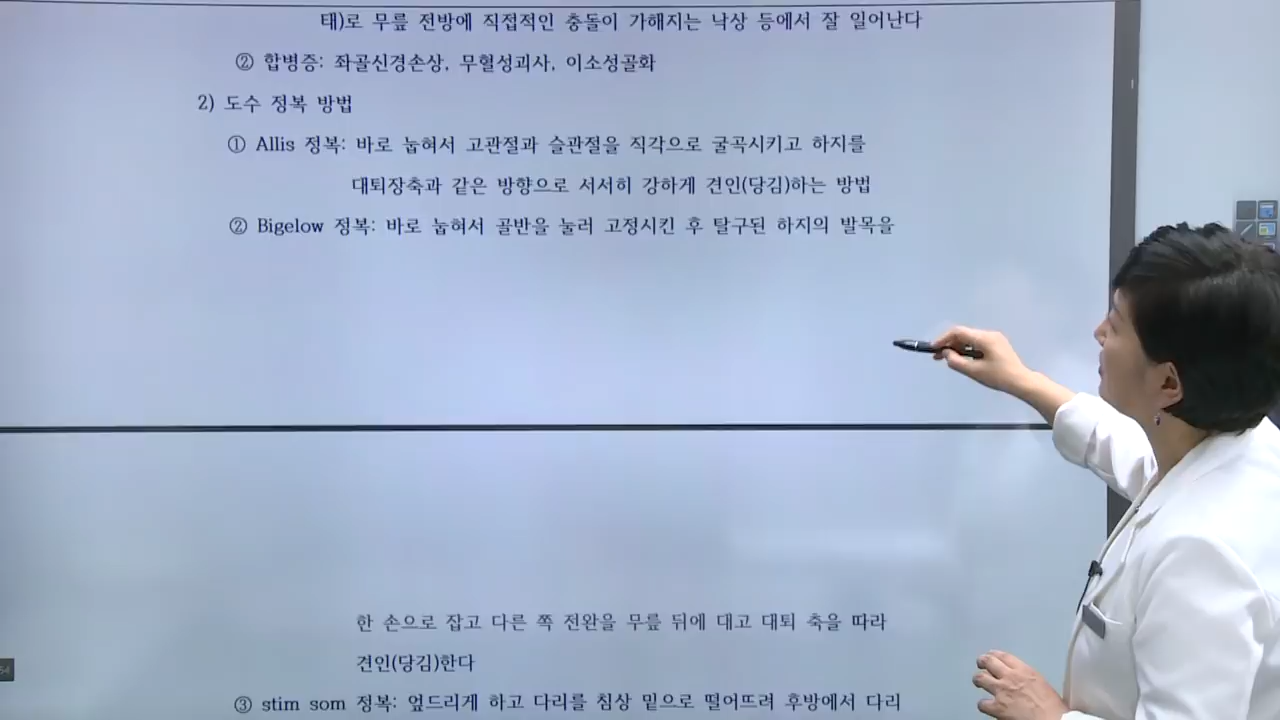 태)로 무릎 전방에 직접적인 충돌이 가해지는 낙상 등에서 잘 일어난다
② 합병증: 좌골신경손상, 무혈성괴사, 이소성골화
2) 도수 정복 방법
① Allis 정복: 바로 눕혀서 고관절과 슬관절을 직각으로 굴곡시키고 하지를
대퇴장축과 같은 방향으로 서서히 강하게 견인(당김)하는 방법
② Bigelow 정복: 바로 눕혀서 골반을 눌러 고정시킨 후 탈구된 하지의 발목을
한 손으로 잡고 다른 쪽 전완을 무릎 뒤에 대고 대퇴 축을 따라
견인(당김)한다
③ stim som 정복: 엎드리게 하고 다리를 침상 밑으로 떨어뜨려 후방에서 다리